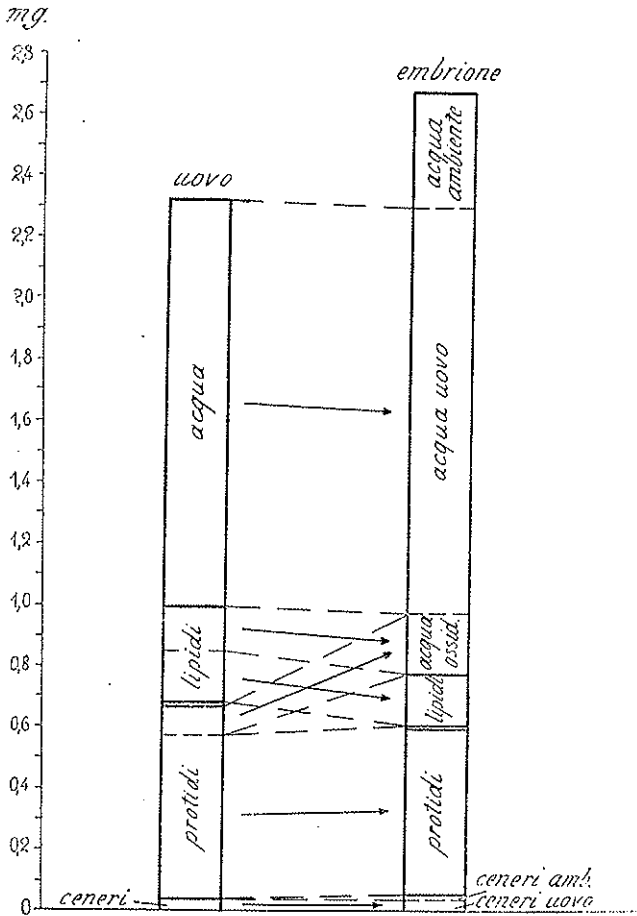 mg.
2,8
2,6
2,4
2,2
2,0
1,8
1,6
1,4
1,2
1,0
0,8
0,6
0,4
0,2
0
uovo
acqua
lipidi
protidi
ceneri
embrione
acqua
ambiente
acqua uovo
acqua
ossid.
lipidi
protidi
ceneri amb.
ceneri uovo